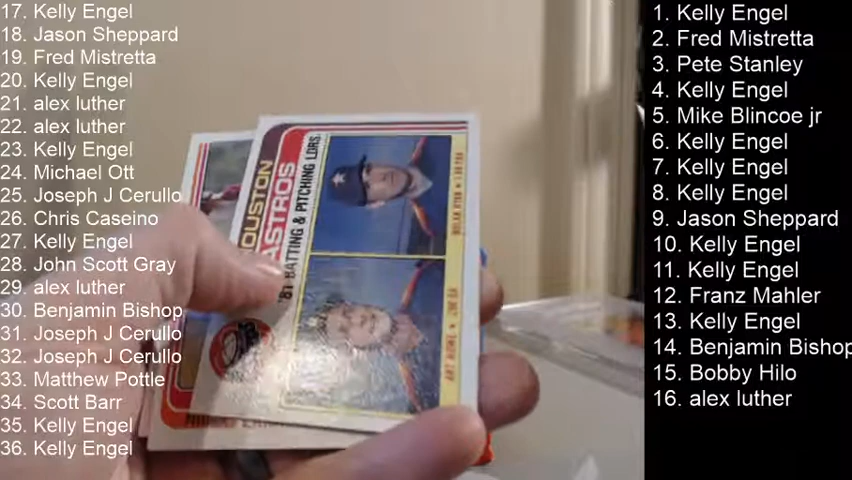 17. Kelly Engel
18. Jason Sheppard
19. Fred Mistretta
20. Kelly Engel
21. alex luther
22. alex luther
23. Kelly Engel
24. Michael Ott
25. Joseph J Cerullo
26. Chris Caseino
27. Kelly Engel
28. John Scott Gray
29. alex luther
30. Benjamin Bishop
31. Joseph J Cerullo
32. Joseph J Cerullo
33. Matthew Pottle
34. Scott Barr
35. Kelly Engel
36. Kelly Engel
HOUSTON
ASTROS
'81 BATTING & PITCHING LDRS.
NOLAN RYAN • 1.69 ERA
ART HOWE •
1. Kelly Engel
2. Fred Mistretta
3. Pete Stanley
4. Kelly Engel
5. Mike Blincoe jr
6. Kelly Engel
7. Kelly Engel
8. Kelly Engel
9. Jason Sheppard
10. Kelly Engel
11. Kelly Engel
12. Franz Mahler
13. Kelly Engel
14. Benjamin Bishop
15. Bobby Hilo
16. alex luther